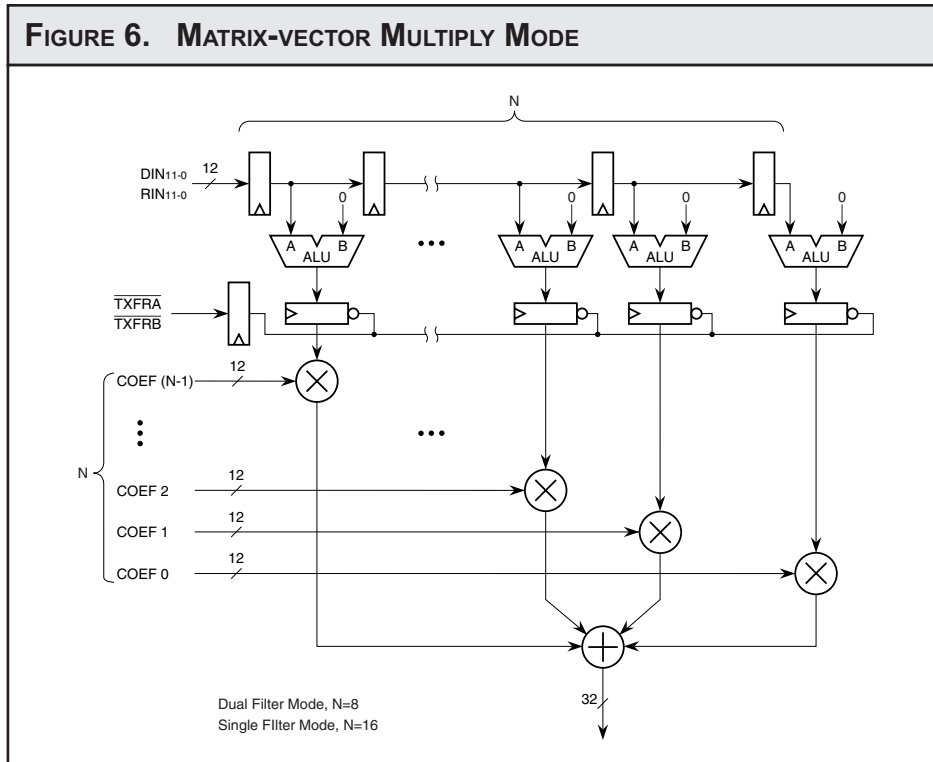 FIGURE 6. MATRIX-VECTOR MULTIPLY MODE
N
DIN11-0 12
RIN11-0
0 0 0 0
A B A B A B A B
ALU ALU ALU ALU
TXFRA
TXFRB
N
COEF (N-1) 12
COEF 2 12
COEF 1 12
COEF 0 12
32
Dual Filter Mode, N=8
Single FIlter Mode, N=16